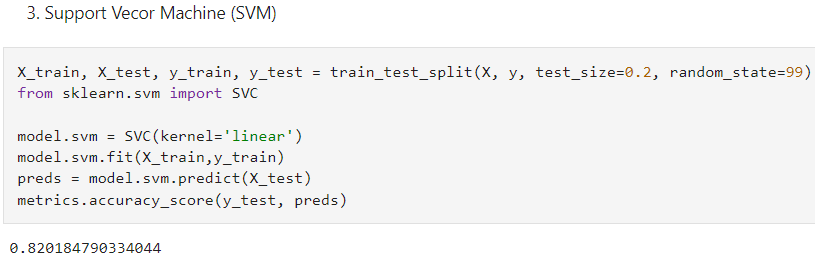 3. Support Vecor Machine (SVM)
X_train, X_test, y_train, y_test = train_test_split(X, y, test_size=0.2, random_state=99)
from sklearn.svm import SVC
model.svm = SVC(kernel='linear')
model.svm.fit(X_train,y_train)
preds = model.svm.predict(X_test)
metrics.accuracy_score(y_test, preds)
0.820184790334044